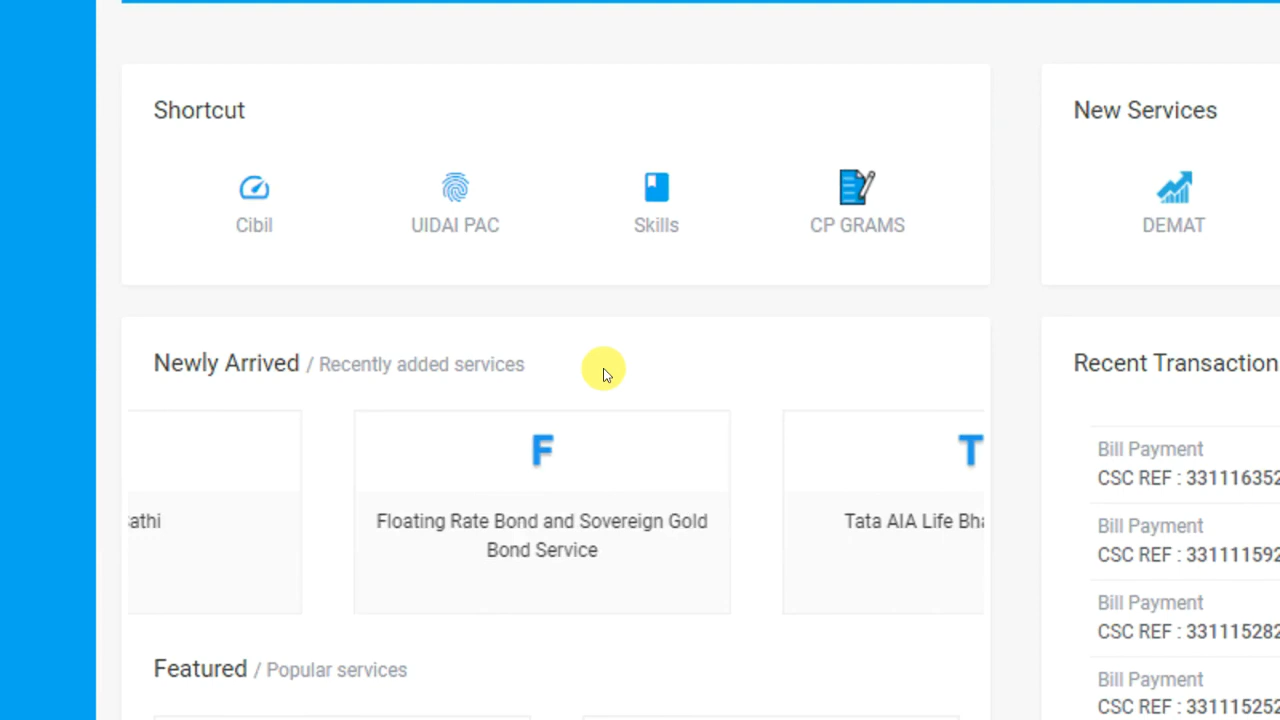 Shortcut
Cibil
UIDAI PAC
Skills
CP GRAMS
New Services
DEMAT
Newly Arrived / Recently added services
athi
F
Floating Rate Bond and Sovereign Gold
Bond Service
T
Tata AIA Life Bha
Featured / Popular services
Recent Transaction
Bill Payment
CSC REF : 331116352
Bill Payment
CSC REF : 331111592
Bill Payment
CSC REF : 331115282
Bill Payment
CSC REF : 331115252